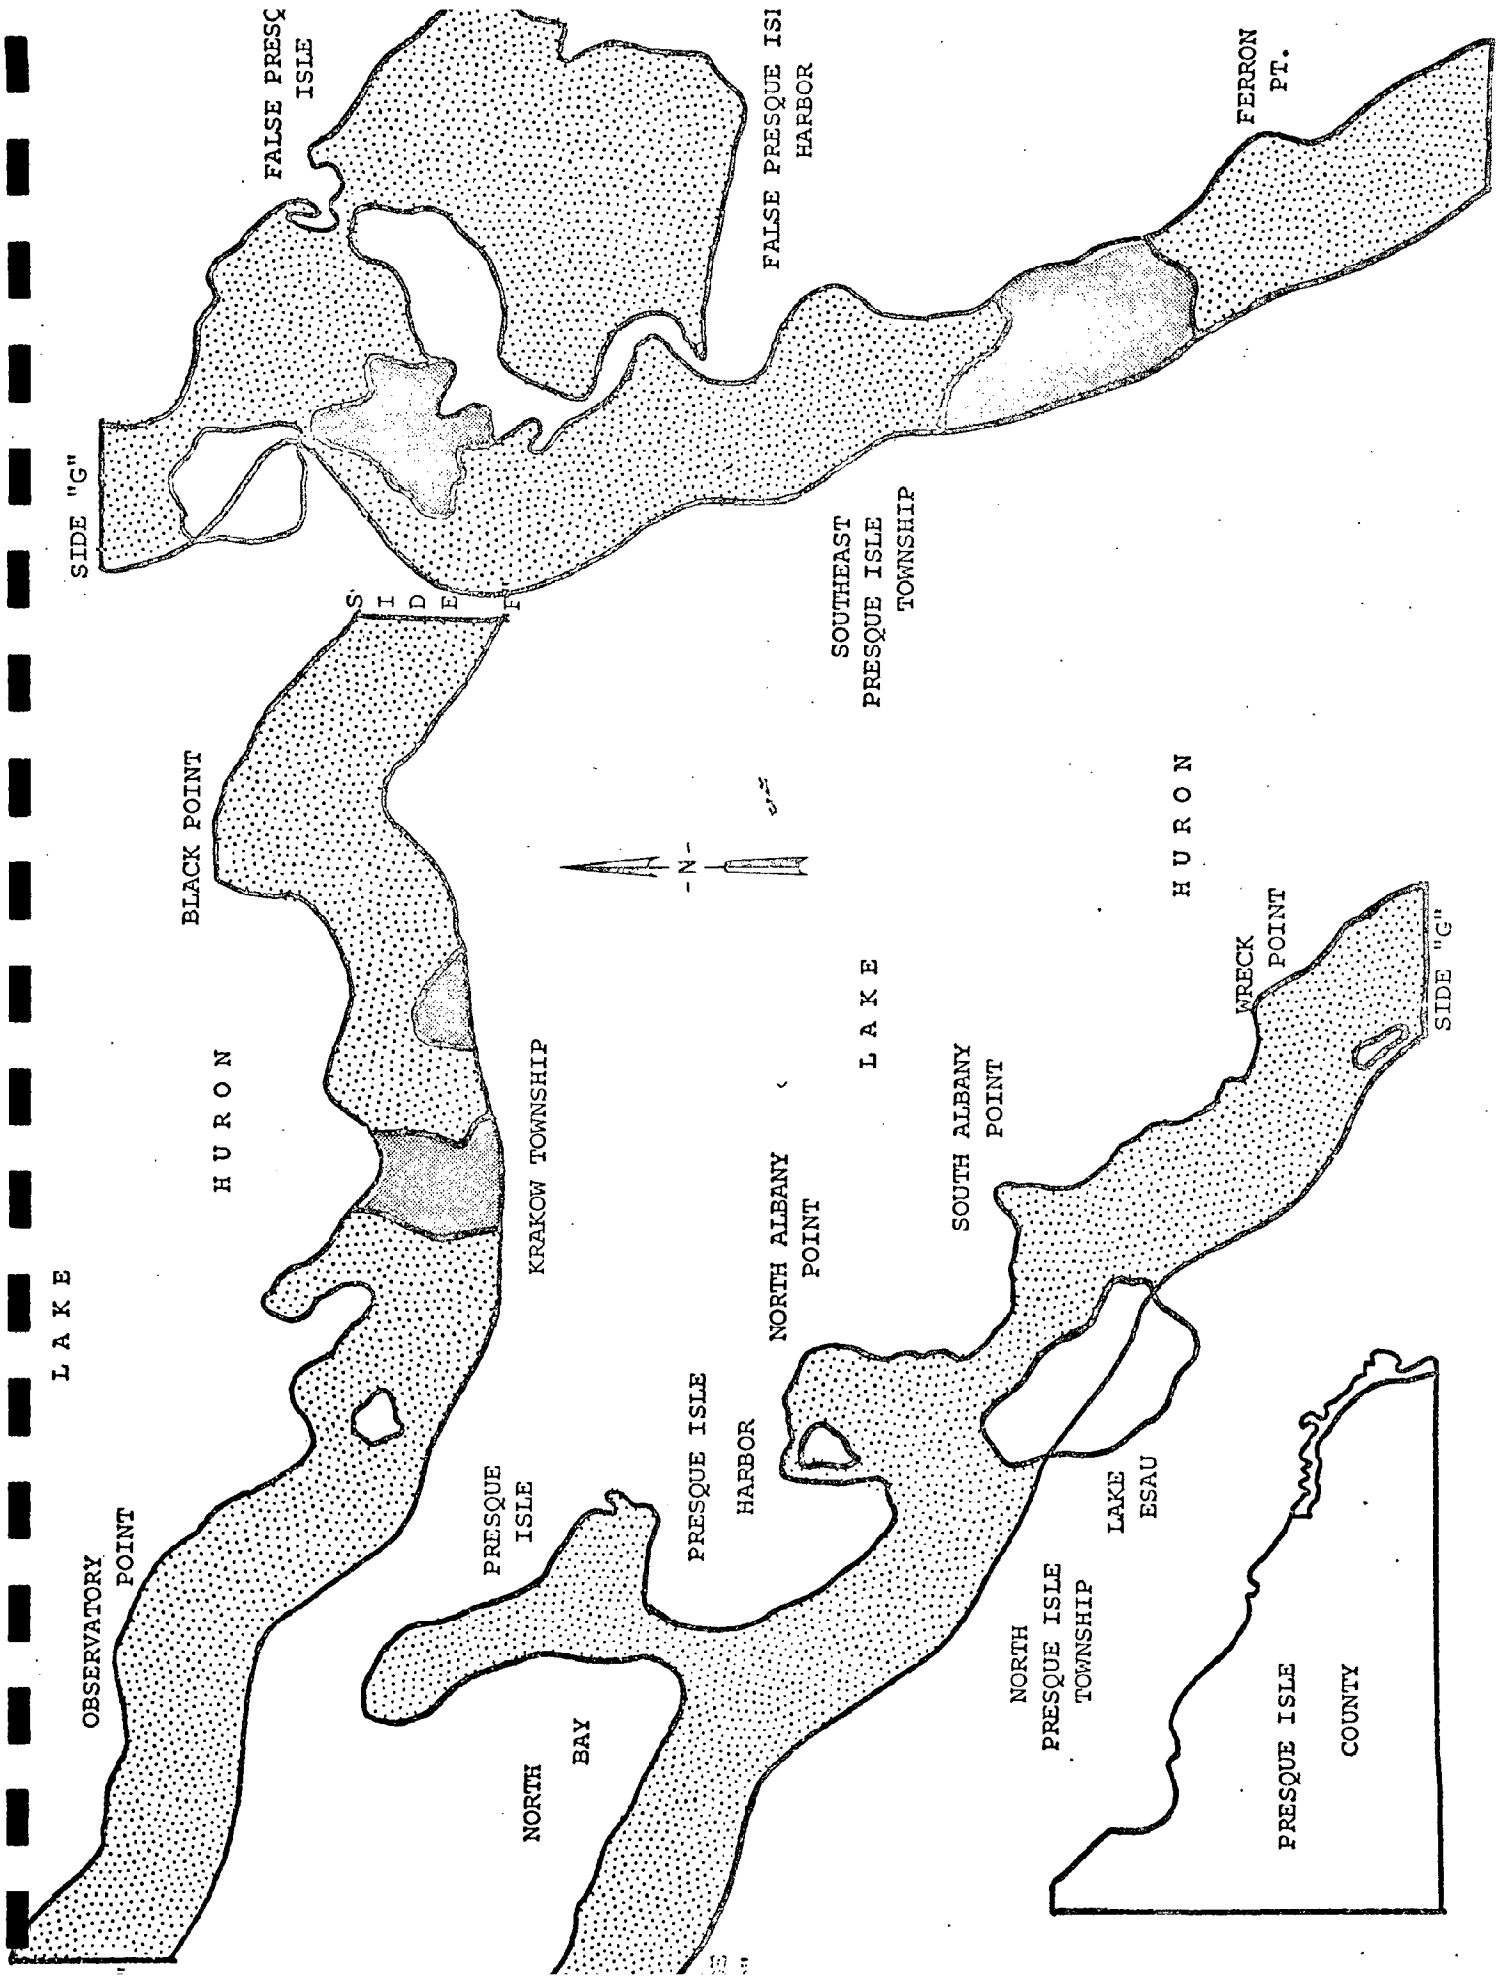 LAKE
HURON
OBSERVATORY
POINT
BLACK POINT
SIDE F"
KRAKOW TOWNSHIP
PRESQUE
ISLE
NORTH
BAY
PRESQUE ISLE
HARBOR
NORTH ALBANY
POINT
LAKE
HURON
SOUTH ALBANY
POINT
WRECK
POINT
SIDE "G"
LAKE
ESAU
NORTH
PRESQUE ISLE
TOWNSHIP
PRESQUE ISLE
COUNTY
-N-
SIDE "G"
FALSE PRESQ
ISLE
FALSE PRESQUE ISL
HARBOR
SOUTHEAST
PRESQUE ISLE
TOWNSHIP
FERRON
PT.